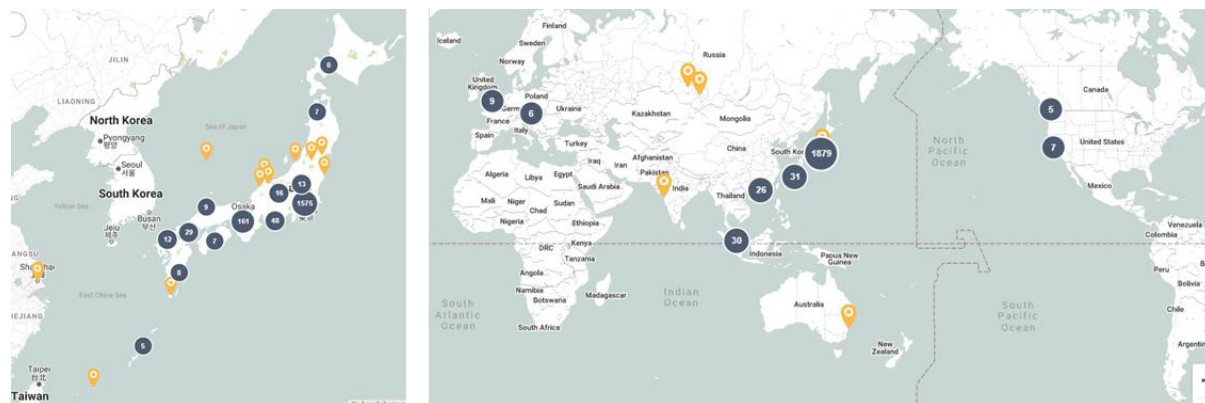 6
JILIN
LIAONING
7
North Korea
Pyongyang
평양
Sea of Japan
Seoul
서울
South Korea
13
16
1575
9
Osaka
Yellow Sea
Busan
부산
161
48
29
12
7
Jeju
제주
8
East China Sea
5
Taipei
台北
Taiwan
Iceland
Finland
Sweden
Norway
Russia
United
Kingdom
9
Poland
6
Ukraine
France
Italy
Spain
Turkey
Kazakhstan
Mongolia
Canada
5
North
Pacific
Ocean
United States
7
1879
China
31
Iraq
Iran
Afghanistan
Pakistan
India
Algeria
Libya
Egypt
Saudi Arabia
26
Thailand
Mexico
Mali
Niger
Sudan
Chad
Nigeria
Ethiopia
Venezuela
Colombia
30
DRC
Kenya
Tanzania
Indonesia
Papua New
Guinea
Peru
Bolivia
Angola
Namibia
Botswana
Madagascar
Indian
Ocean
Australia
South
Atlantic
Ocean
South
Pacific
Ocean
Chile
South Africa
New
Zealand